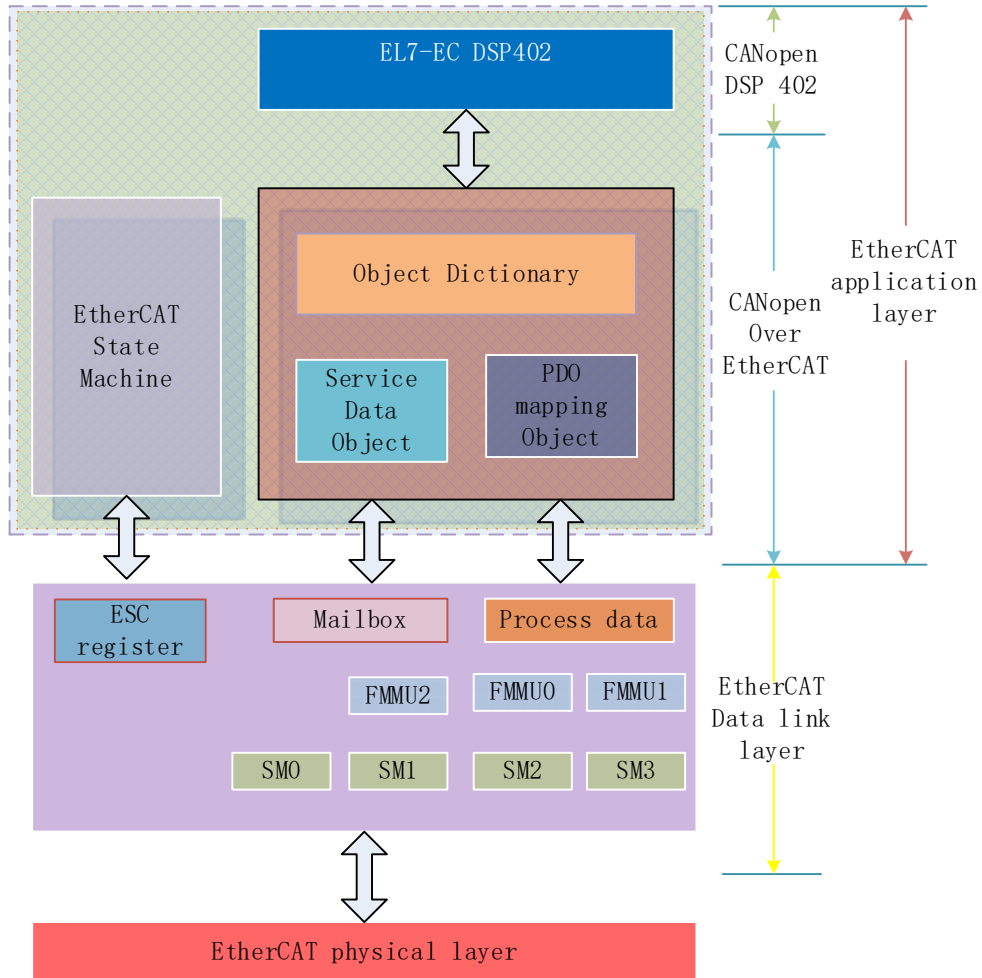 EL7-EC DSP402
CANopen
DSP 402
Object Dictionary
EtherCAT
State
Machine
Service
Data
Object
PDO
mapping
Object
CANopen
Over
EtherCAT
EtherCAT
application
layer
ESC
register
Mailbox
Process data
FMMU2
FMMU0
FMMU1
SM0
SM1
SM2
SM3
EtherCAT
Data link
layer
EtherCAT physical layer